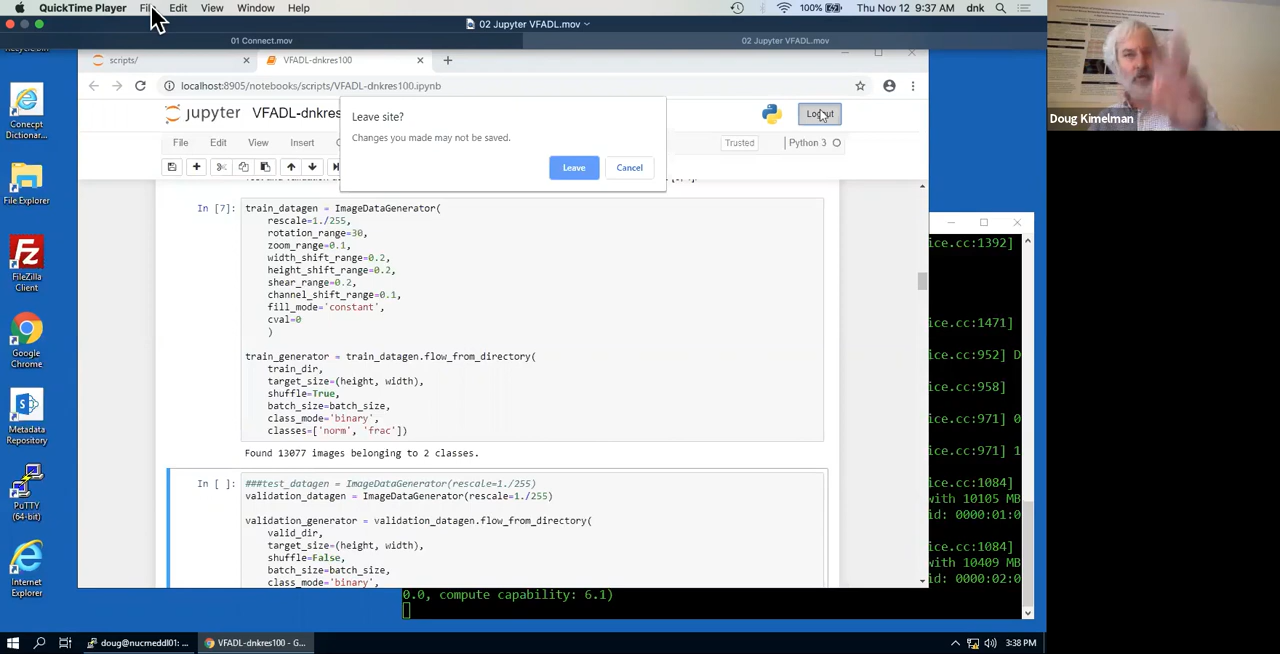 QuickTime Player Fil Edit View Window Help 100% Thu Nov 12 9:37 AM dnk
02 Jupyter VFADL.mov
01 Connect.mov 02 Jupyter VFADL.mov
scripts/ VFADL-dnkres100
localhost:8905/notebooks/scripts/VFADL-dnkres100.ipynb
jupyter VFADL-dnkres Logout
Leave site?
Changes you made may not be saved.
Leave Cancel
File Edit View Insert Trusted Python 3
In [7]: train_datagen = ImageDataGenerator(
rescale=1./255,
rotation_range=30,
zoom_range=0.1,
width_shift_range=0.2,
height_shift_range=0.2,
shear_range=0.2,
channel_shift_range=0.1,
fill_mode='constant',
cval=0
)
train_generator = train_datagen.flow_from_directory(
train_dir,
target_size=(height, width),
shuffle=True,
batch_size=batch_size,
class_mode='binary',
classes=['norm', 'frac'])
Found 13077 images belonging to 2 classes.
In [ ]: ###test_datagen = ImageDataGenerator(rescale=1./255)
validation_datagen = ImageDataGenerator(rescale=1./255)
validation_generator = validation_datagen.flow_from_directory(
valid_dir,
target_size=(height, width),
shuffle=False,
batch_size=batch_size,
class_mode='binary',
ice.cc:1392]
ice.cc:1471]
ice.cc:952] D
ice.cc:958]
ice.cc:971] 0
ice.cc:971] 1
ice.cc:1084]
with 10105 MB
id: 0000:01:0
ice.cc:1084]
with 10409 MB
id: 0000:02:0
0.0, compute capability: 6.1)
Conecpt
Dictionar...
File Explorer
FileZilla
Client
Google
Chrome
Metadata
Repository
PuTTY
(64-bit)
Internet
Explorer
doug@nucmeddl01: ... VFADL-dnkres100 - G... 3:38 PM
Doug Kimelman